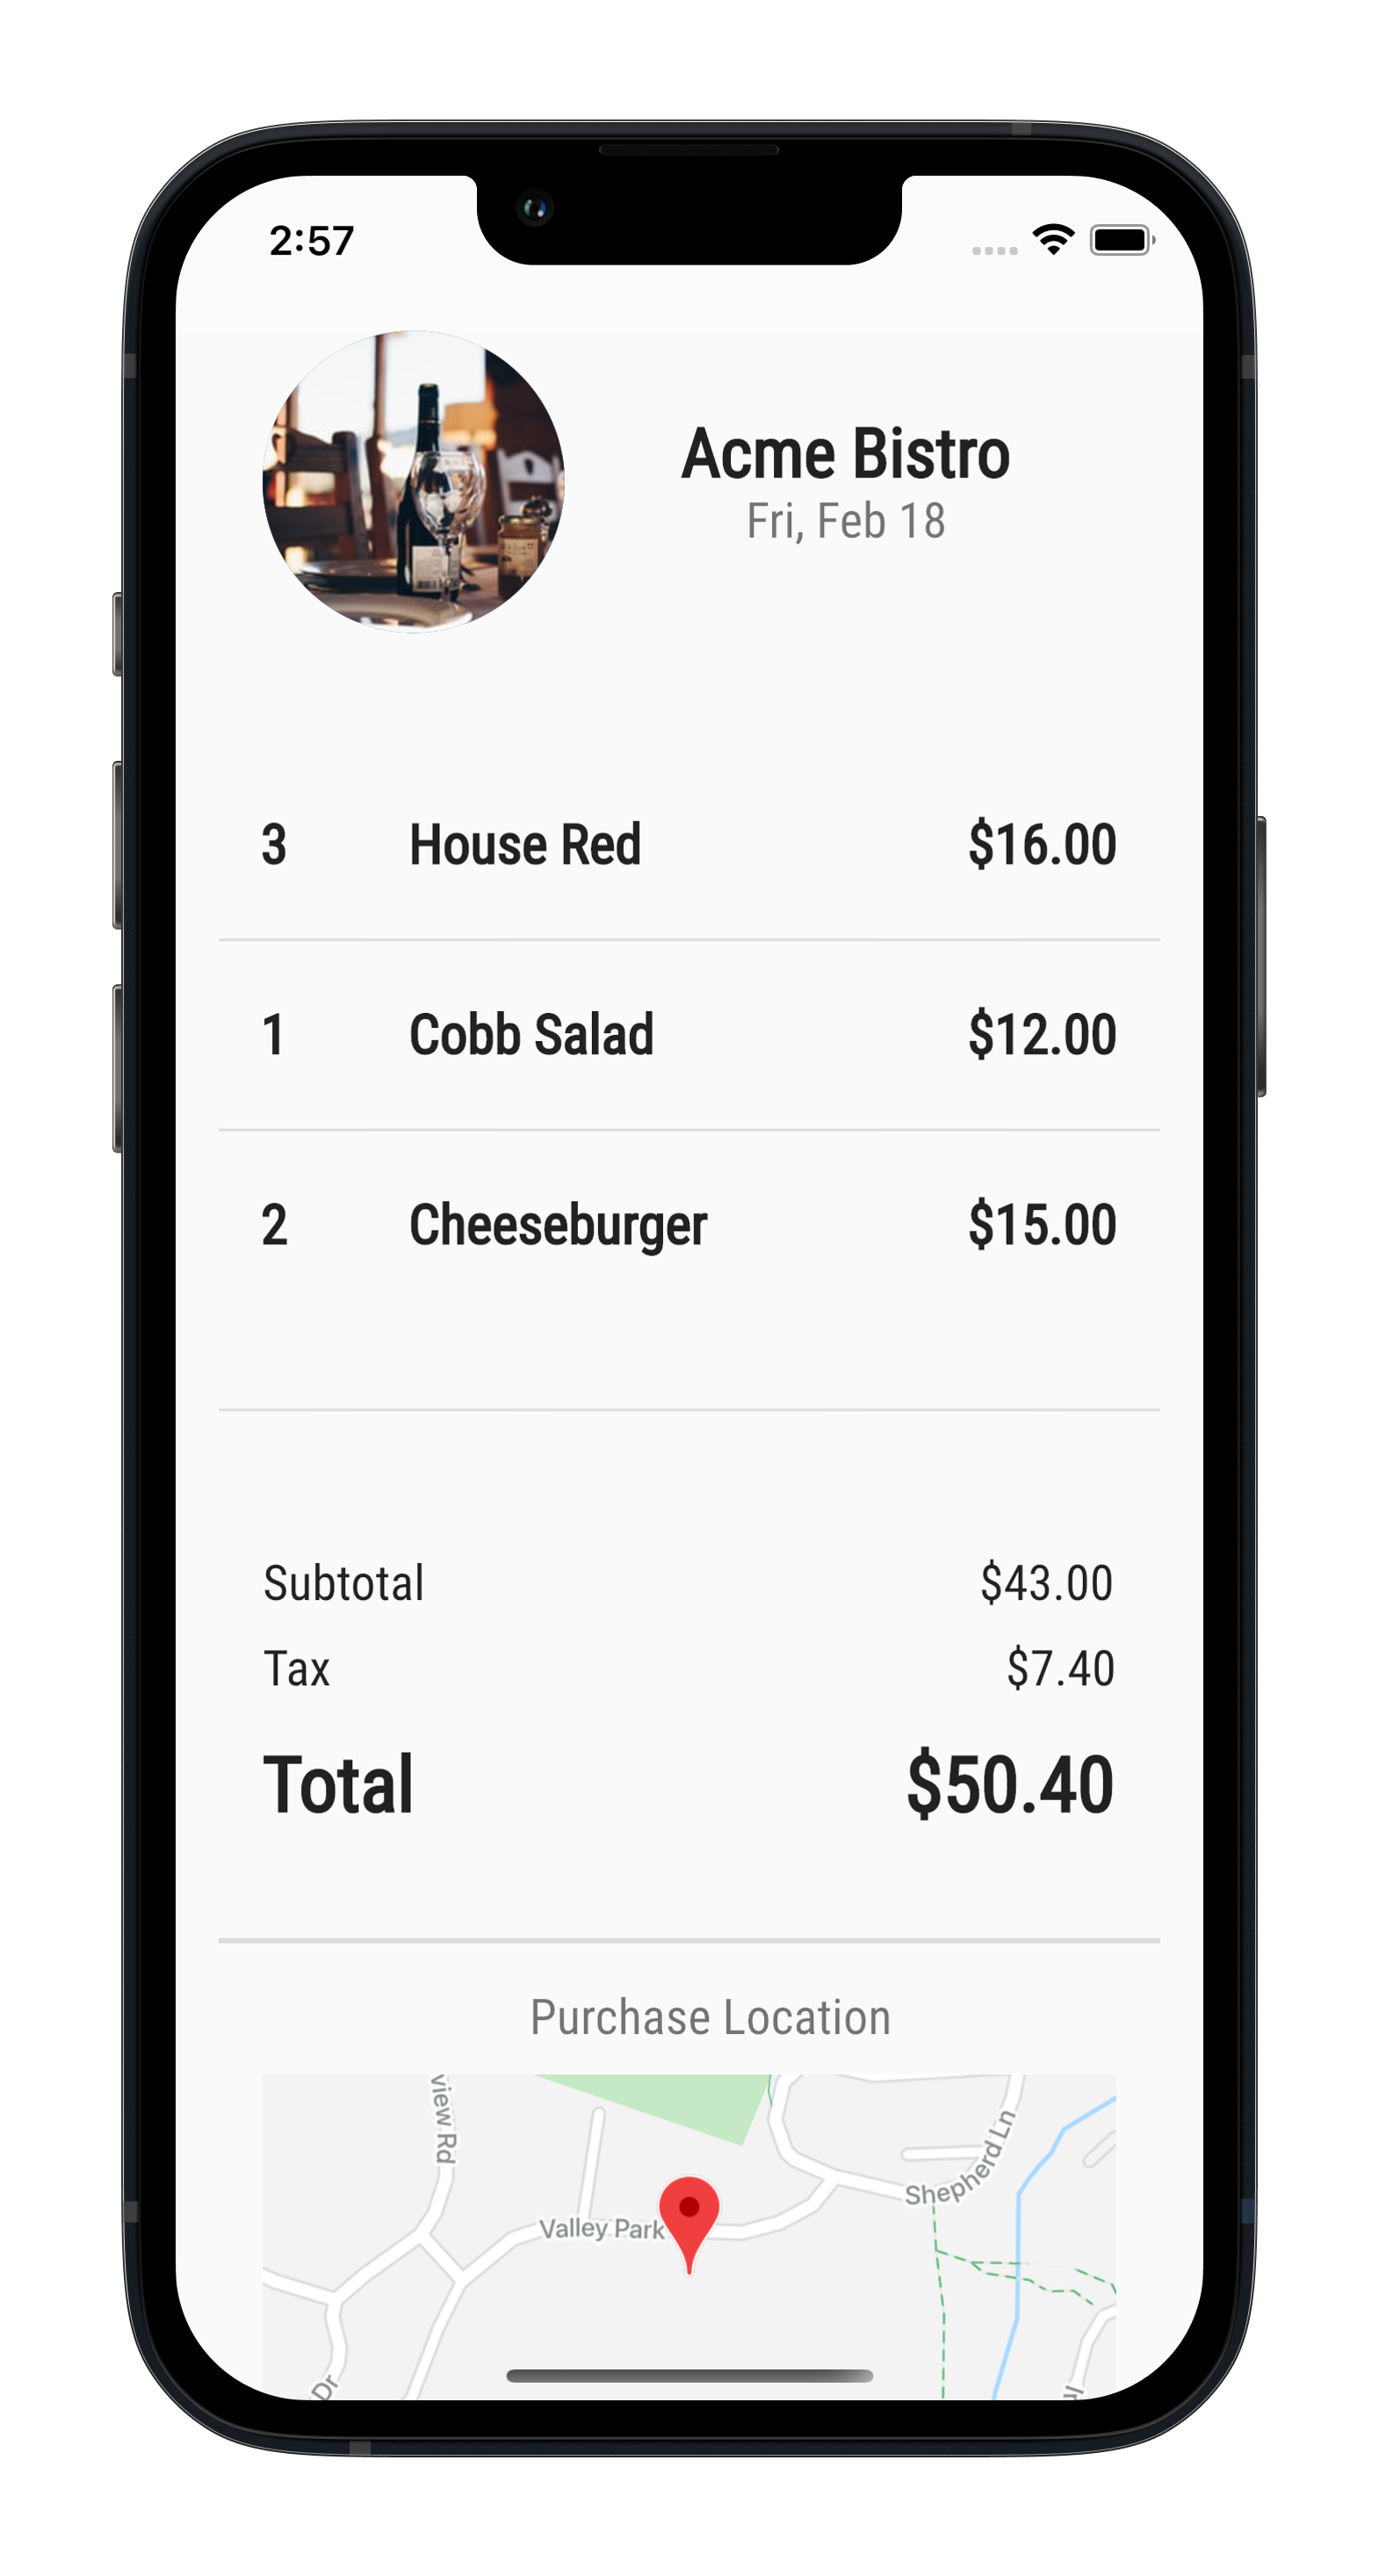 2:57
Acme Bistro
Fri, Feb 18
3 House Red $16.00
1 Cobb Salad $12.00
2 Cheeseburger $15.00
Subtotal $43.00
Tax $7.40
Total $50.40
Purchase Location
view Rd
Shepherd Ln
Valley Park
Dr